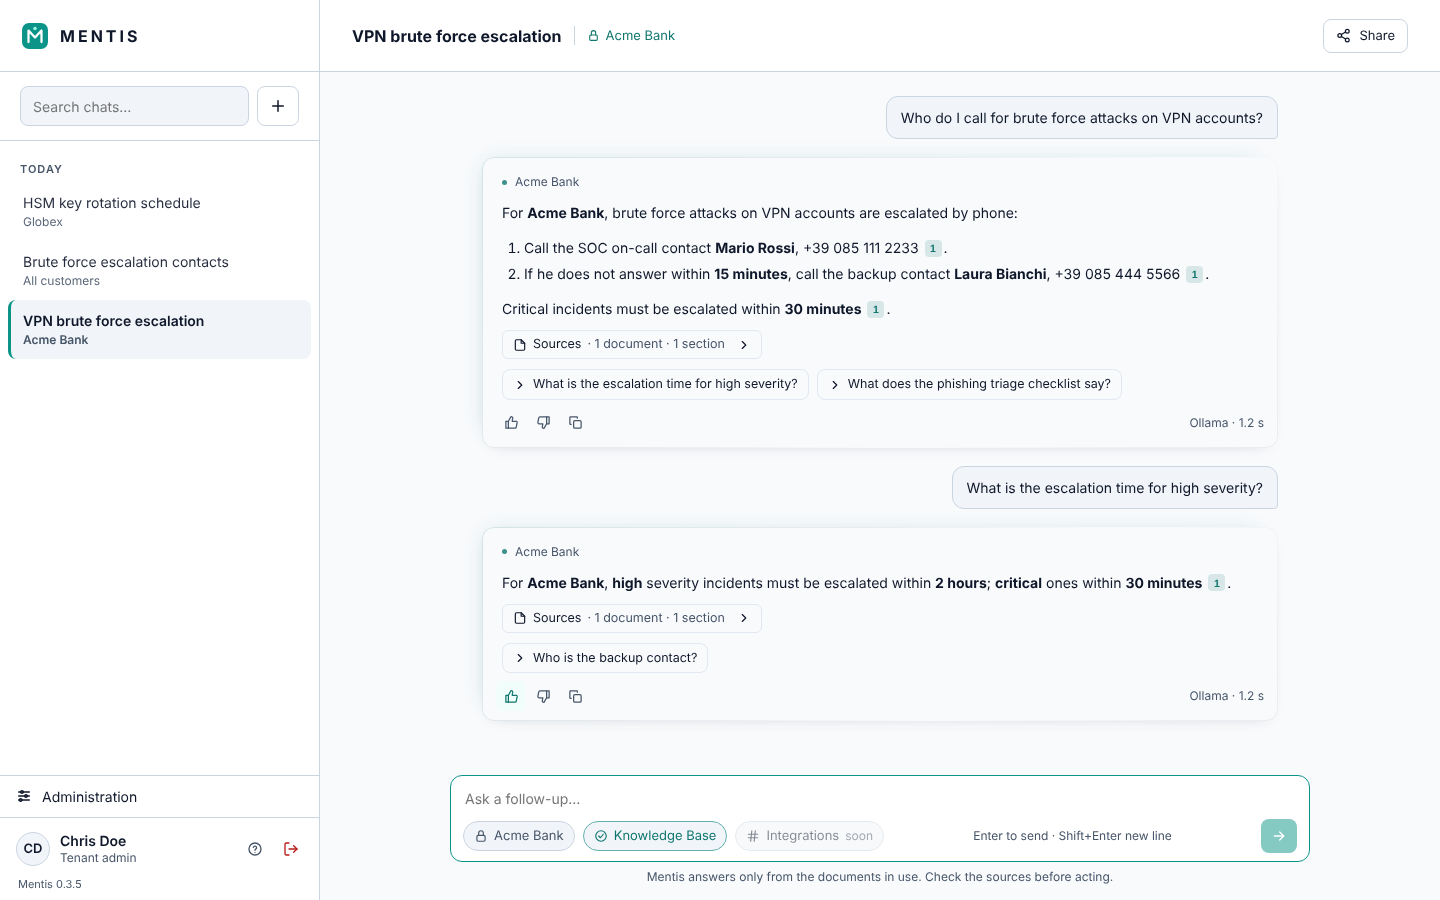 MENTIS
Search chats...
TODAY
HSM key rotation schedule
Globex
Brute force escalation contacts
All customers
VPN brute force escalation
Acme Bank
Administration
CD
Chris Doe
Tenant admin
Mentis 0.3.5
VPN brute force escalation
Acme Bank
Share
Who do I call for brute force attacks on VPN accounts?
Acme Bank
For Acme Bank, brute force attacks on VPN accounts are escalated by phone:
1. Call the SOC on-call contact Mario Rossi, +39 085 111 2233 1.
2. If he does not answer within 15 minutes, call the backup contact Laura Bianchi, +39 085 444 5566 1.
Critical incidents must be escalated within 30 minutes 1.
Sources · 1 document · 1 section
What is the escalation time for high severity?
What does the phishing triage checklist say?
Ollama · 1.2 s
What is the escalation time for high severity?
Acme Bank
For Acme Bank, high severity incidents must be escalated within 2 hours; critical ones within 30 minutes 1.
Sources · 1 document · 1 section
Who is the backup contact?
Ollama · 1.2 s
Ask a follow-up...
Acme Bank
Knowledge Base
Integrations soon
Enter to send · Shift+Enter new line
Mentis answers only from the documents in use. Check the sources before acting.